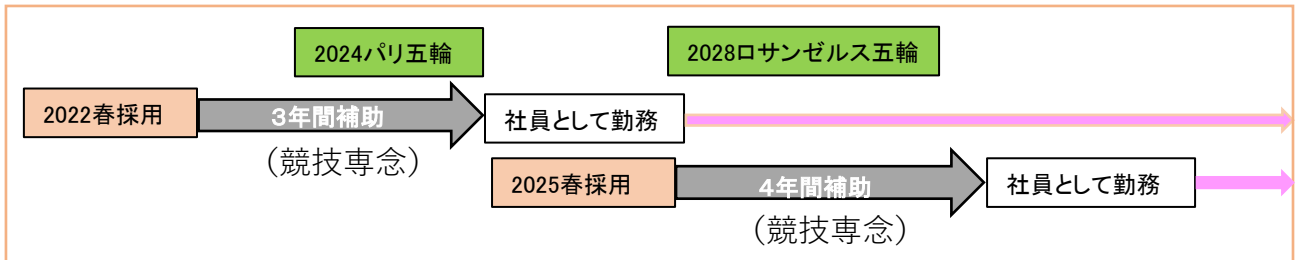 2024パリ五輪
2028ロサンゼルス五輪
2022春採用
３年間補助
社員として勤務
（競技専念）
2025春採用
４年間補助
社員として勤務
（競技専念）